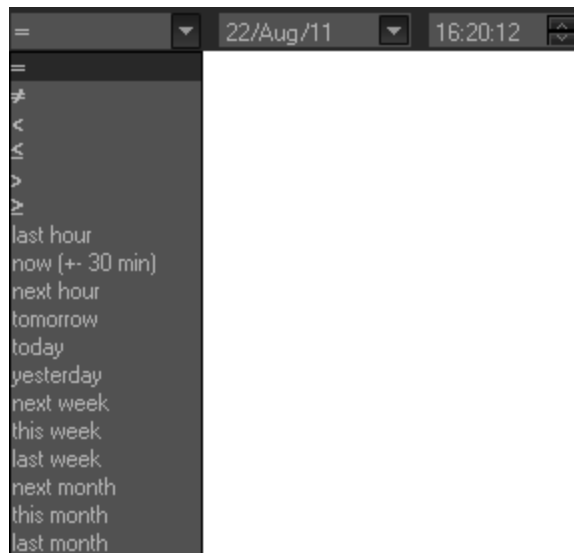 = 22/Aug/11 16:20:12
=
≠
<
≤
>
≥
last hour
now (+- 30 min)
next hour
tomorrow
today
yesterday
next week
this week
last week
next month
this month
last month